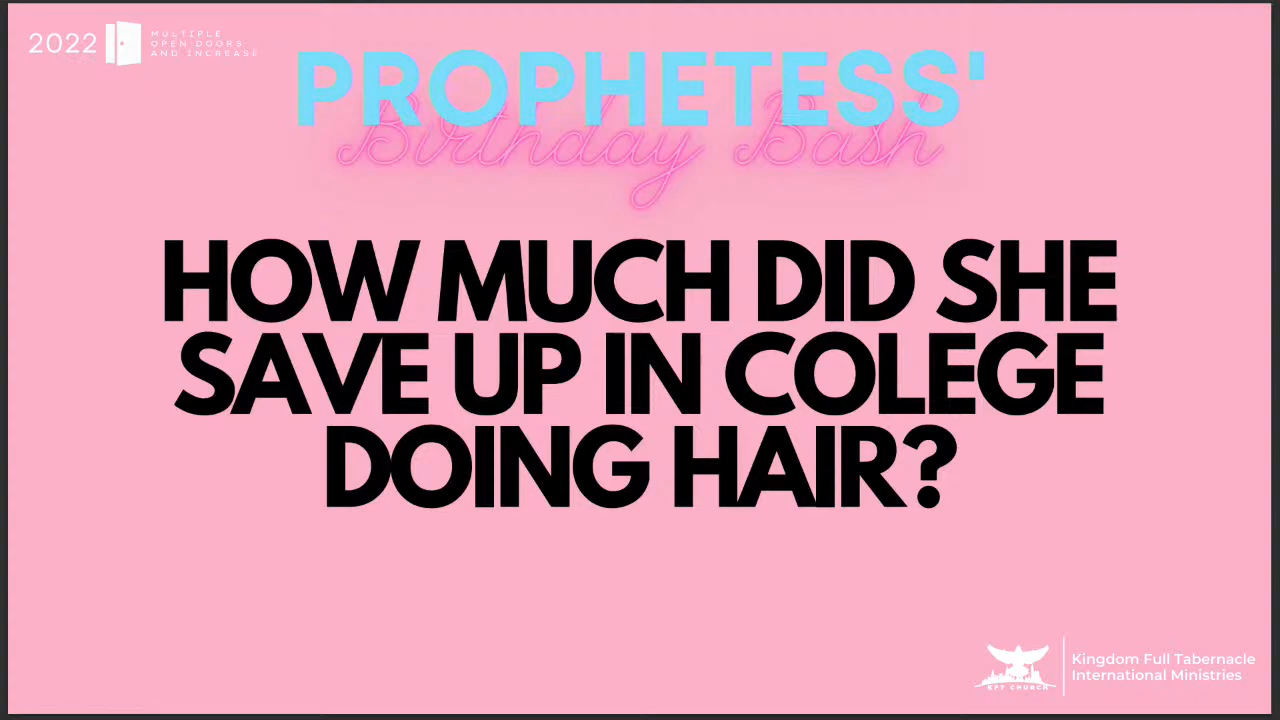 2022
MULTIPLE
OPEN DOORS
AND INCREASE
PROPHETESS'
Birthday Bash
HOW MUCH DID SHE
SAVE UP IN COLEGE
DOING HAIR?
KFT CHURCH
Kingdom Full Tabernacle
International Ministries